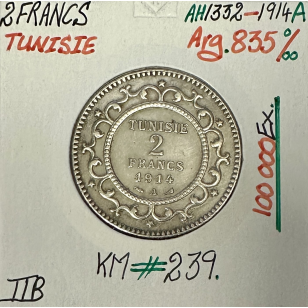 2 FRANCS
TUNISIE
AH1332-1914A
Arg. 835‰
100 000 Ex.
TUNISIE
2
FRANCS
1914
A
KM#239.
TTB